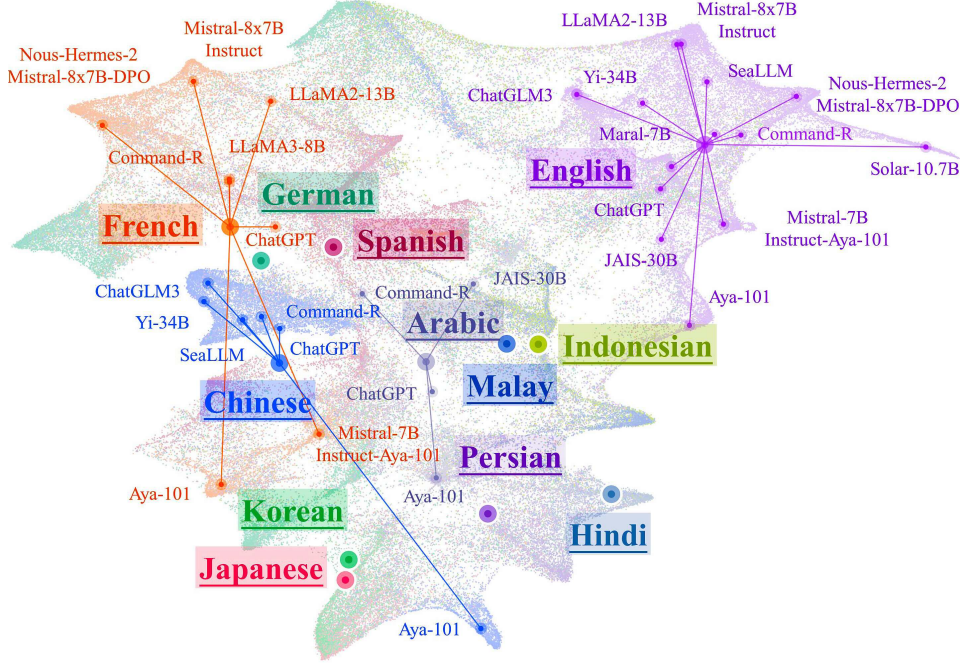 Nous-Hermes-2
Mistral-8x7B-DPO
Mistral-8x7B
Instruct
LLaMA2-13B
LLaMA3-8B
Command-R
French
ChatGPT
German
Spanish
LLaMA2-13B
Mistral-8x7B
Instruct
Yi-34B
SeaLLM
ChatGLM3
Nous-Hermes-2
Mistral-8x7B-DPO
Maral-7B
Command-R
English
Solar-10.7B
ChatGPT
Mistral-7B
Instruct-Aya-101
JAIS-30B
Aya-101
ChatGLM3
Yi-34B
Command-R
SeaLLM
ChatGPT
Chinese
Command-R
JAIS-30B
Arabic
ChatGPT
Indonesian
Malay
Mistral-7B
Instruct-Aya-101
Persian
Aya-101
Aya-101
Korean
Hindi
Japanese
Aya-101